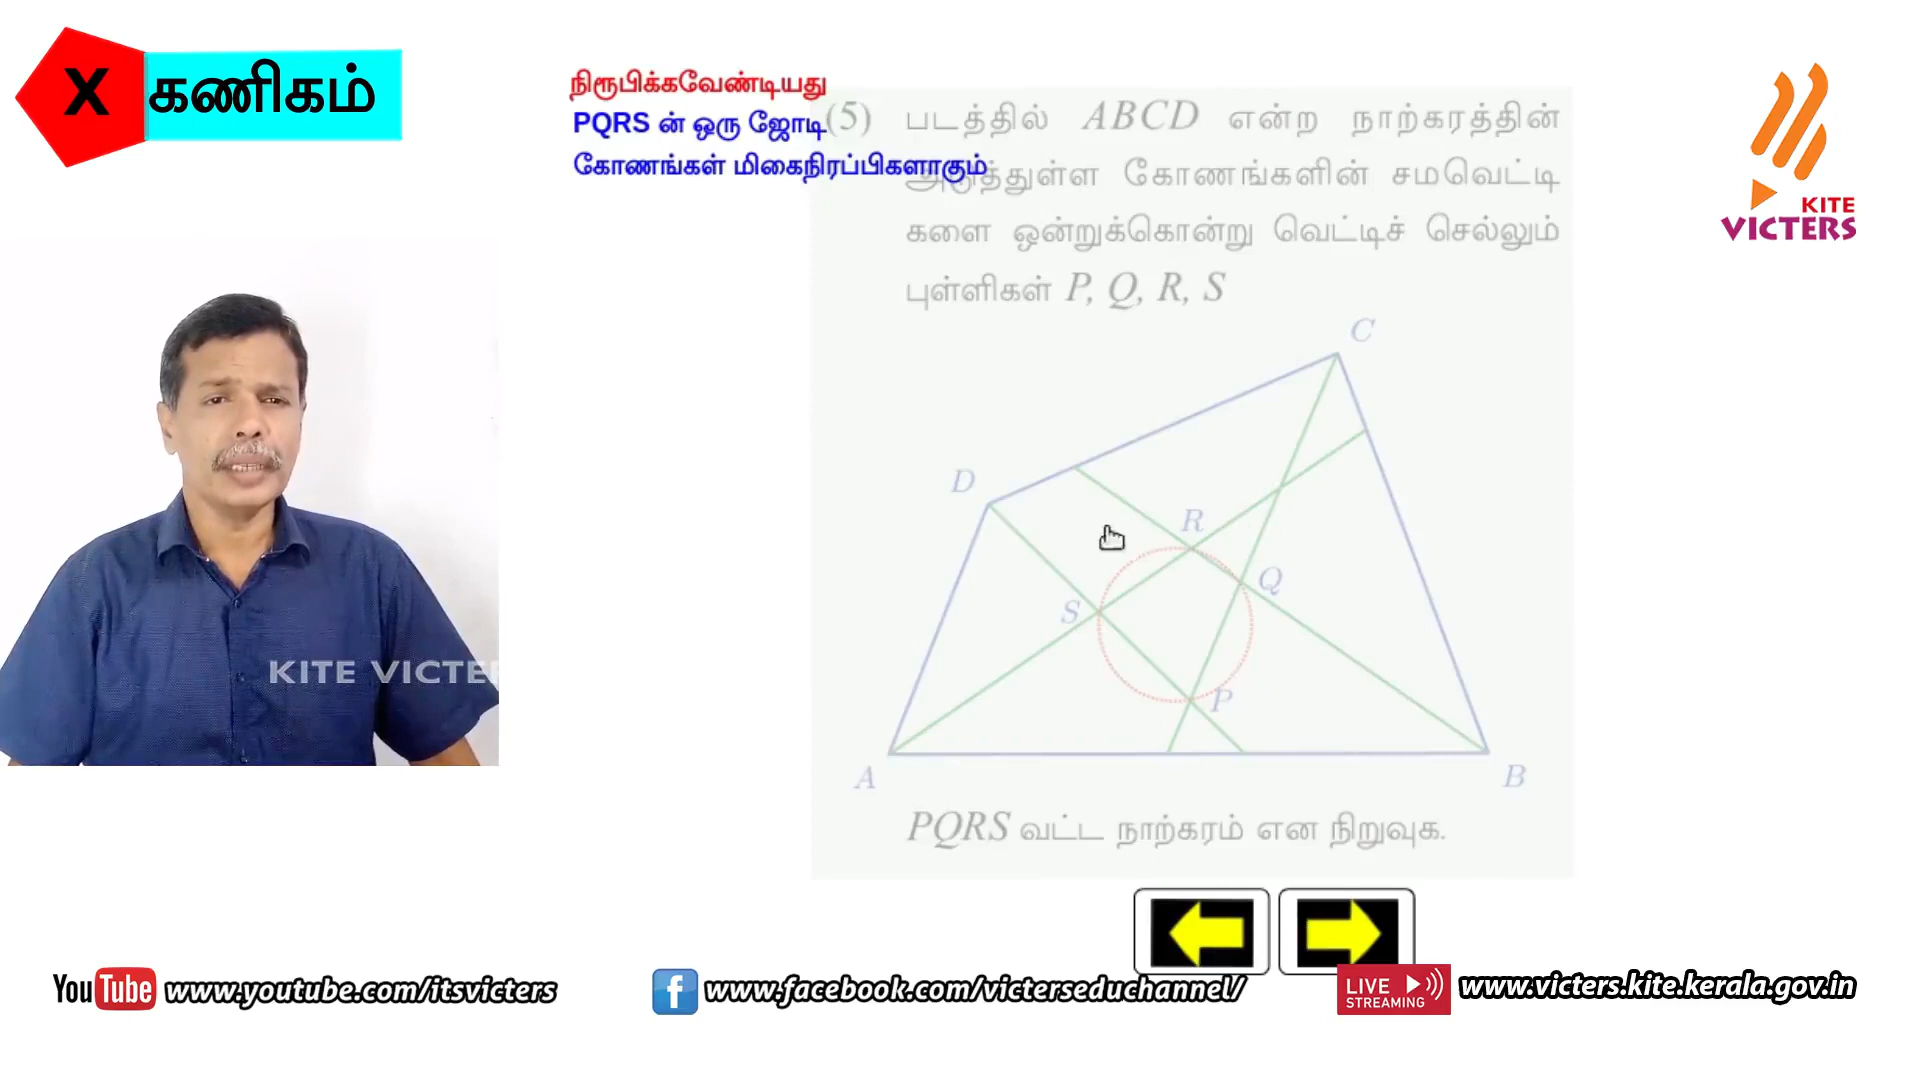 X கணிகம்
நிரூபிக்கவேண்டியது
PQRS ன் ஒரு ஜோடி
கோணங்கள் மிகைநிரப்பிகளாகும்
(5) படத்தில் ABCD என்ற நாற்கரத்தின்
அடுத்துள்ள கோணங்களின் சமவெட்டி
களை ஒன்றுக்கொன்று வெட்டிச் செல்லும்
புள்ளிகள் P, Q, R, S
C
D
R
Q
S
P
A
B
PQRS வட்ட நாற்கரம் என நிறுவுக.
KITE
VICTERS
KITE VICTE
YouTube www.youtube.com/itsvicters
f www.facebook.com/victerseduchannel/
LIVE STREAMING www.victers.kite.kerala.gov.in